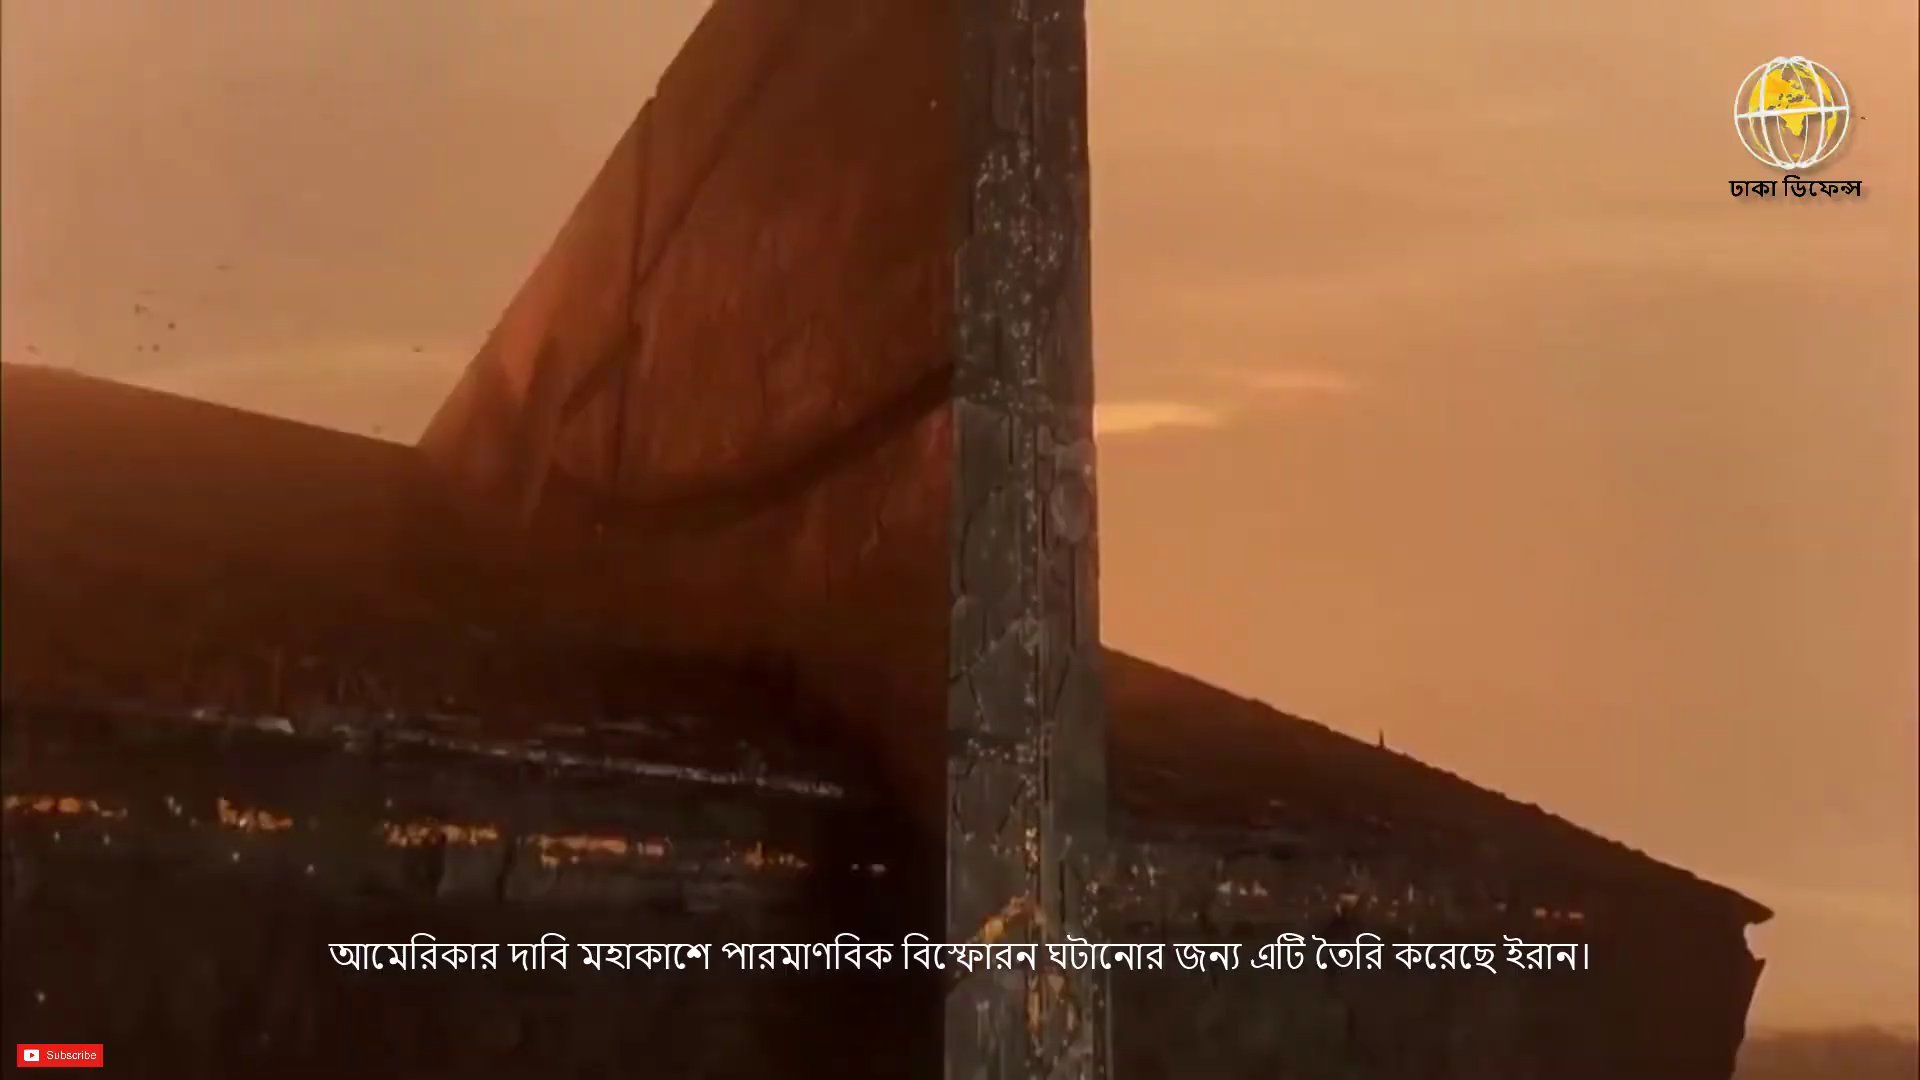 ঢাকা ডিফেন্স
আমেরিকার দাবি মহাকাশে পারমাণবিক বিস্ফোরন ঘটানোর জন্য এটি তৈরি করেছে ইরান।
Subscribe